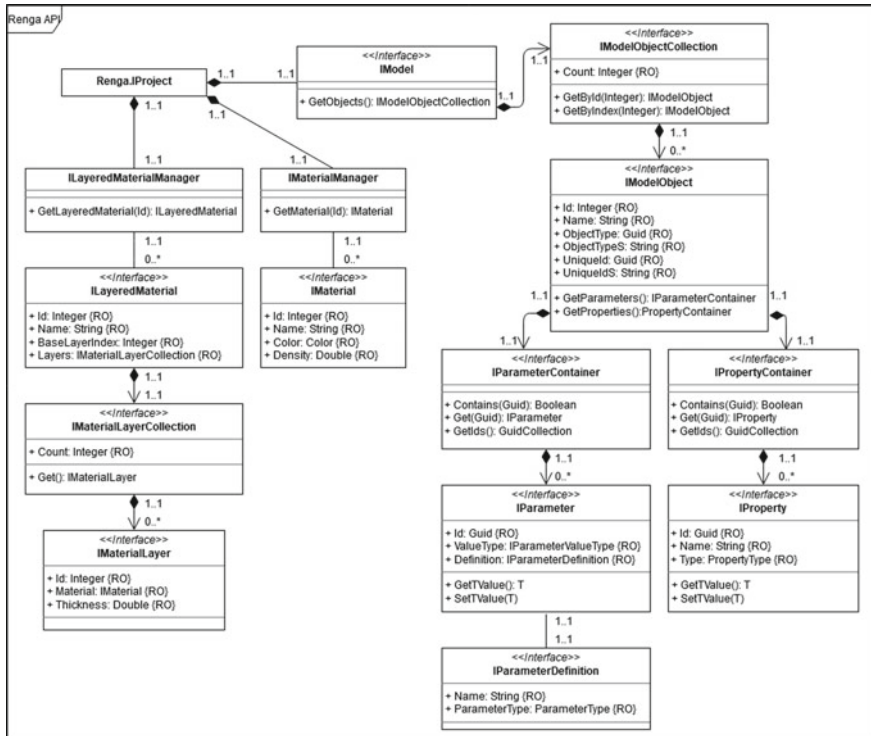 Renga API
Renga.IProject
1..1
1..1
1..1
1..1
<<Interface>>
IModel
+ GetObjects(): IModelObjectCollection
1..1
1..1
<<Interface>>
IModelObjectCollection
+ Count: Integer {RO}
+ GetById(Integer): IModelObject
+ GetByIndex(Integer): IModelObject
1..1
0..*
1..1
ILayeredMaterialManager
+ GetLayeredMaterial(Id): ILayeredMaterial
1..1
0..*
1..1
IMaterialManager
+ GetMaterial(Id): IMaterial
1..1
0..*
<<Interface>>
IModelObject
+ Id: Integer {RO}
+ Name: String {RO}
+ ObjectType: Guid {RO}
+ ObjectTypeS: String {RO}
+ UniqueId: Guid {RO}
+ UniqueIdS: String {RO}
+ GetParameters(): IParameterContainer
+ GetProperties():PropertyContainer
1..1
1..1
1..1
1..1
<<Interface>>
ILayeredMaterial
+ Id: Integer {RO}
+ Name: String {RO}
+ BaseLayerIndex: Integer {RO}
+ Layers: IMaterialLayerCollection {RO}
1..1
1..1
<<Interface>>
IMaterial
+ Id: Integer {RO}
+ Name: String {RO}
+ Color: Color {RO}
+ Density: Double {RO}
<<Interface>>
IParameterContainer
+ Contains(Guid): Boolean
+ Get(Guid): IParameter
+ GetIds(): GuidCollection
1..1
0..*
<<Interface>>
IPropertyContainer
+ Contains(Guid): Boolean
+ Get(Guid): IProperty
+ GetIds: GuidCollection
1..1
0..*
<<Interface>>
IMaterialLayerCollection
+ Count: Integer {RO}
+ Get(): IMaterialLayer
1..1
0..*
<<Interface>>
IMaterialLayer
+ Id: Integer {RO}
+ Material: IMaterial {RO}
+ Thickness: Double {RO}
<<Interface>>
IParameter
+ Id: Guid {RO}
+ ValueType: IParameterValueType {RO}
+ Definition: IParameterDefinition {RO}
+ GetTValue(): T
+ SetTValue(T)
1..1
1..1
<<Interface>>
IProperty
+ Id: Guid {RO}
+ Name: String {RO}
+ Type: PropertyType {RO}
+ GetTValue(): T
+ SetTValue(T)
<<Interface>>
IParameterDefinition
+ Name: String {RO}
+ ParameterType: ParameterType {RO}